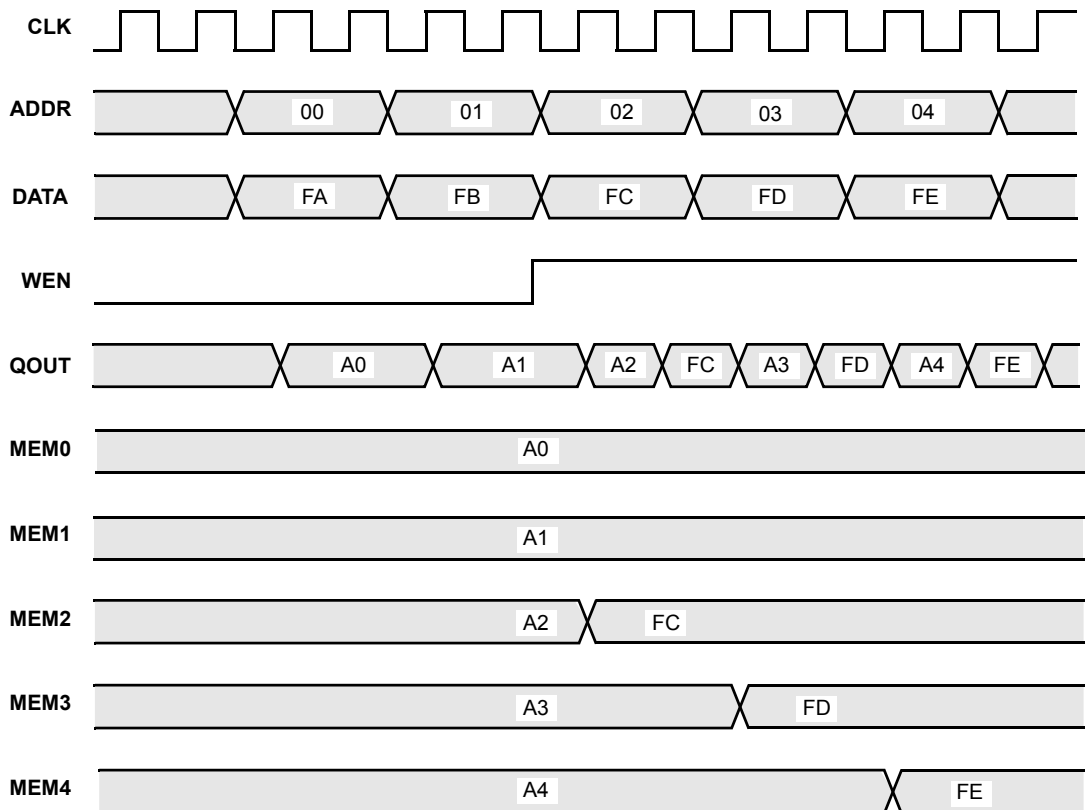 CLK
ADDR 00 01 02 03 04
DATA FA FB FC FD FE
WEN
QOUT A0 A1 A2 FC A3 FD A4 FE
MEM0 A0
MEM1 A1
MEM2 A2 FC
MEM3 A3 FD
MEM4 A4 FE